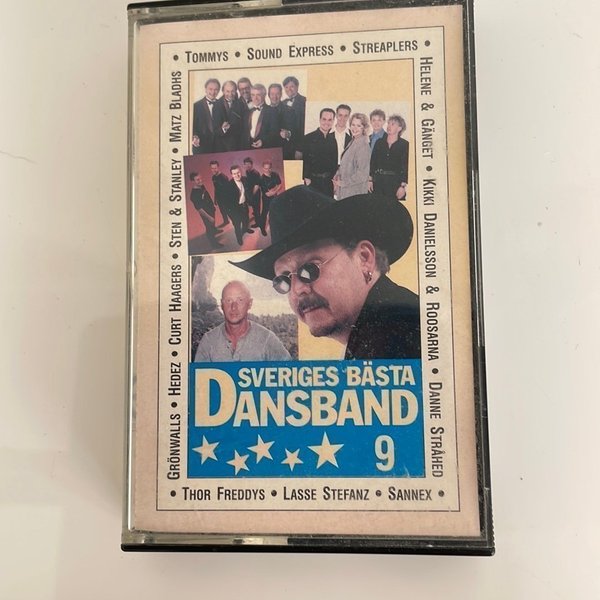 • Tommys • Sound Express • Streaplers •
Helene & Gänget • Kikki Danielsson & Roosarna • Danne Stråhed
Grönwalls • Hedez • Curt Haagers • Sten & Stanley • Matz Bladhs
SVERIGES BÄSTA
DANSBAND
9
• Thor Freddys • Lasse Stefanz • Sannex •